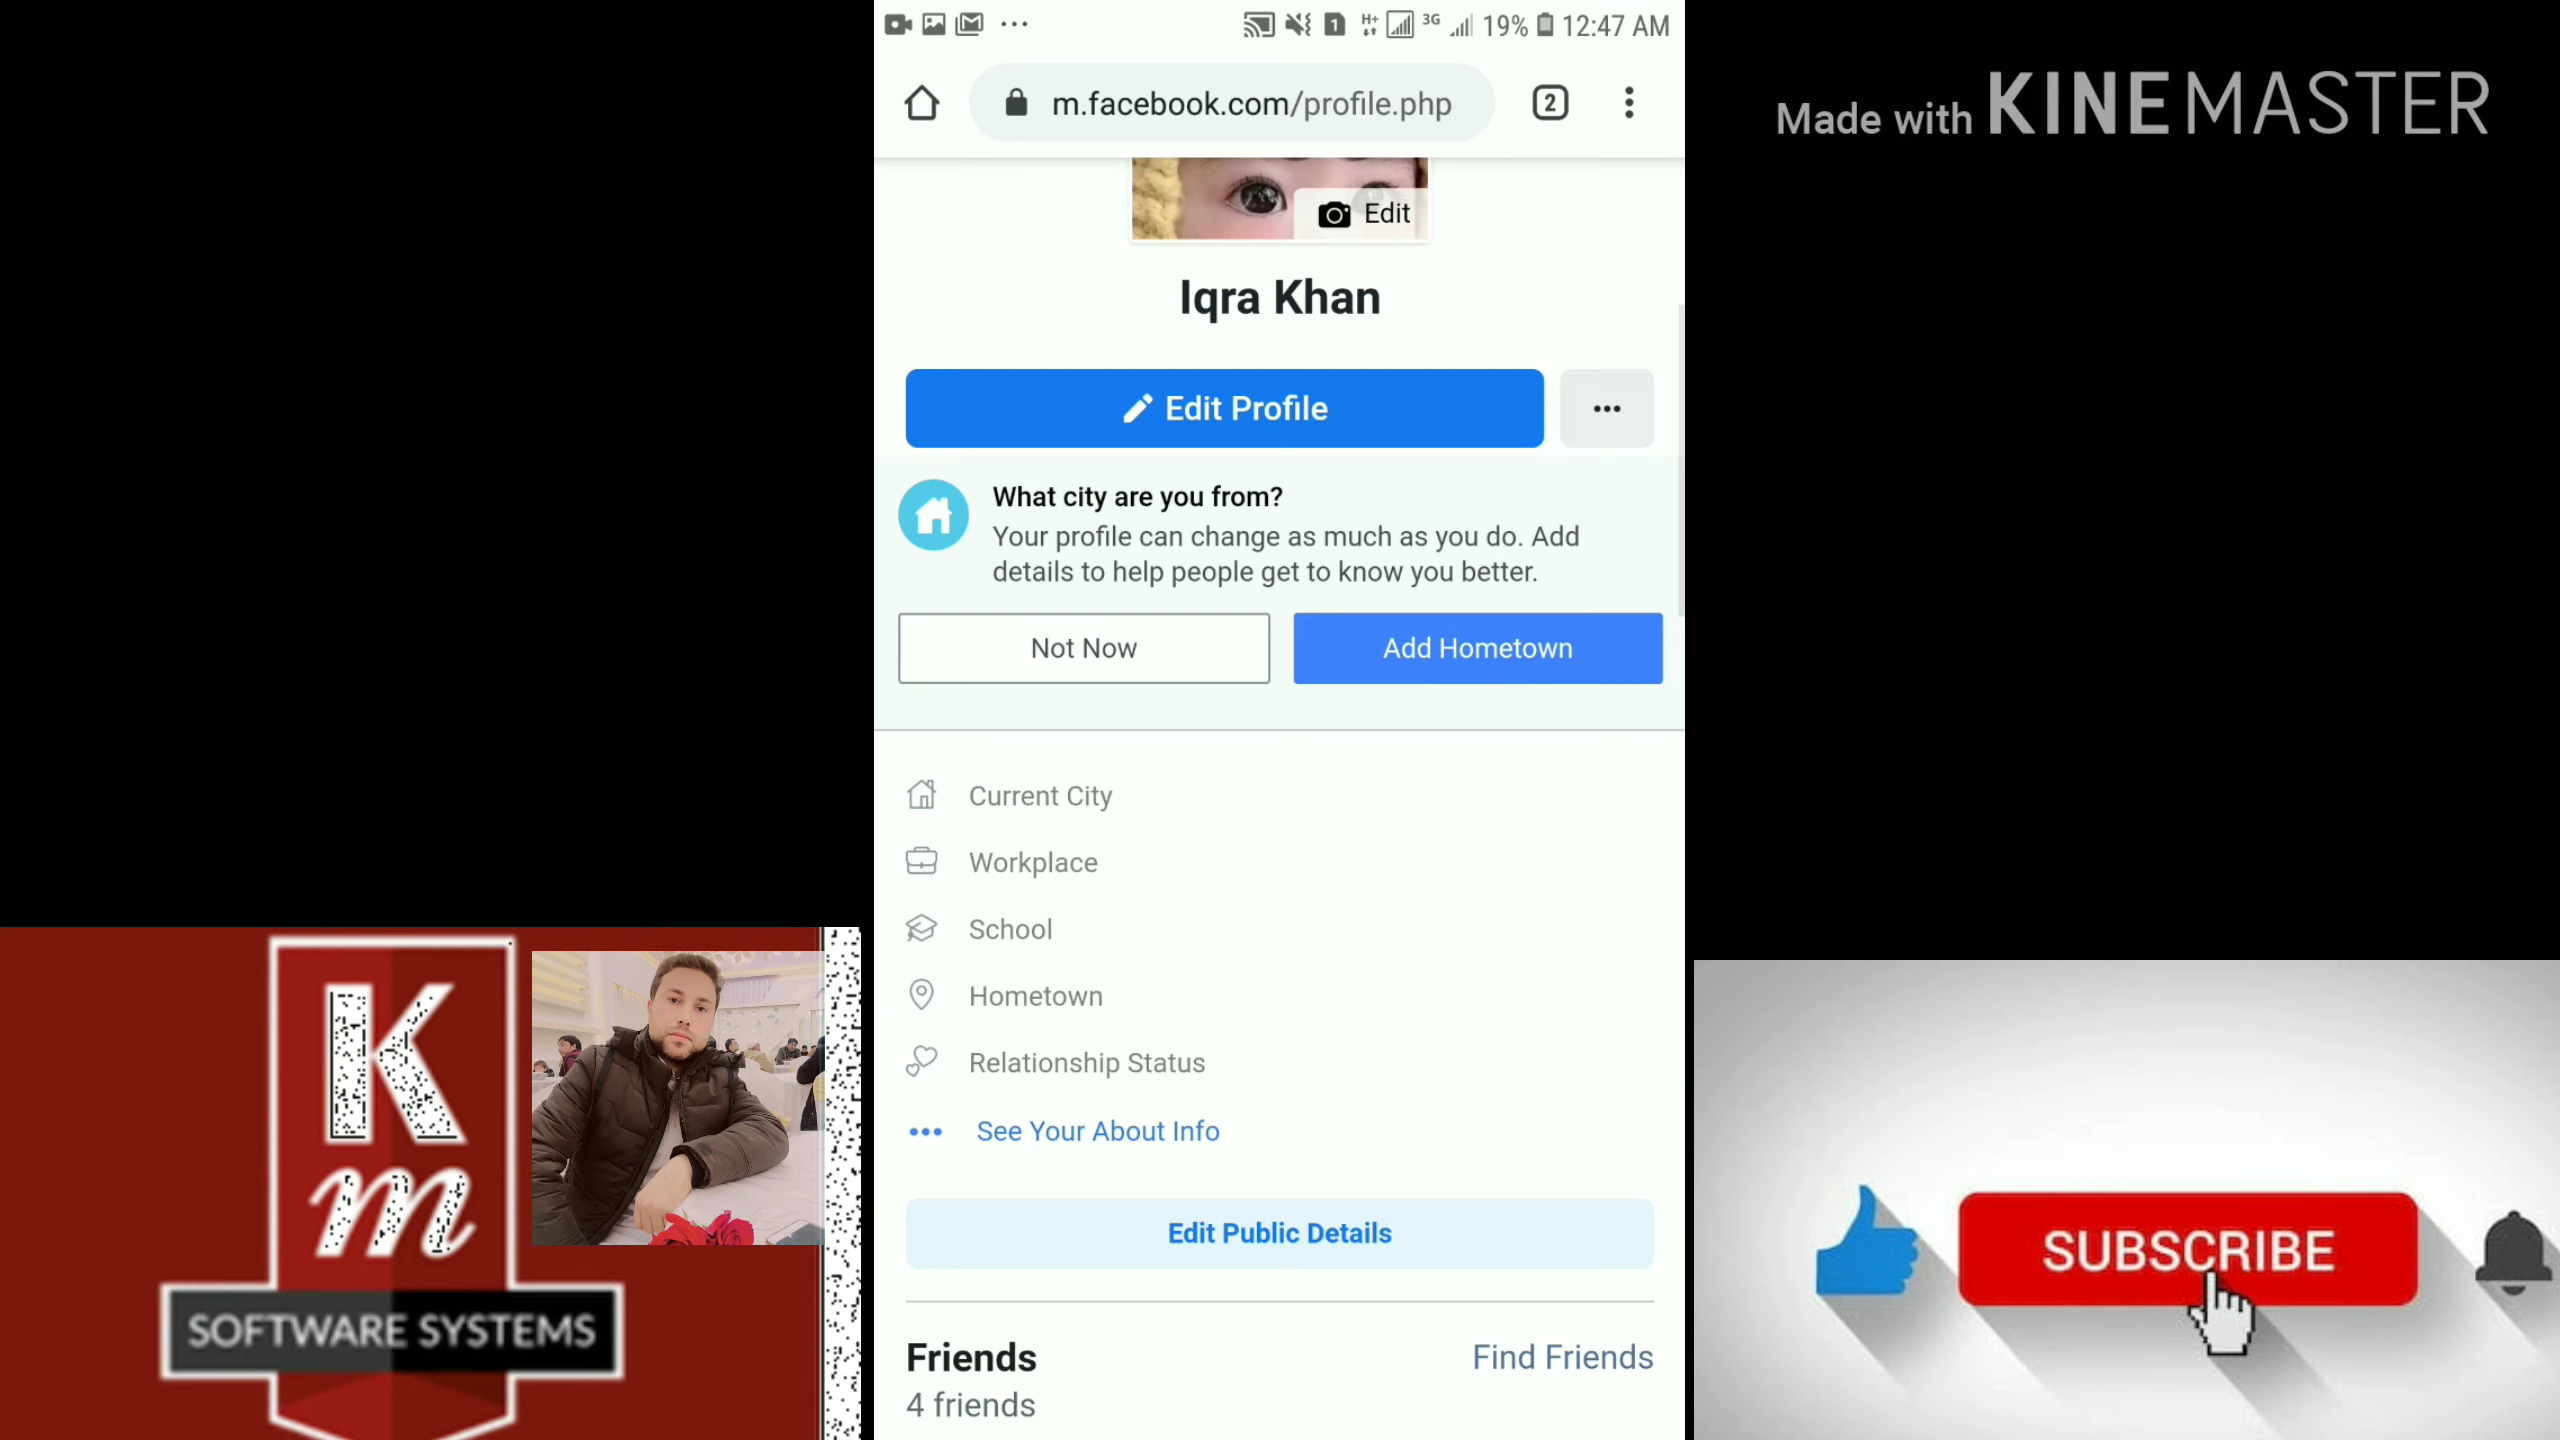 1 H+ 3G 19% 12:47 AM
m.facebook.com/profile.php
2
Made with KINEMASTER
Edit
Iqra Khan
Edit Profile
What city are you from?
Your profile can change as much as you do. Add
details to help people get to know you better.
Not Now
Add Hometown
Current City
Workplace
School
Hometown
Relationship Status
See Your About Info
Edit Public Details
Friends
Find Friends
4 friends
Km
SOFTWARE SYSTEMS
SUBSCRIBE